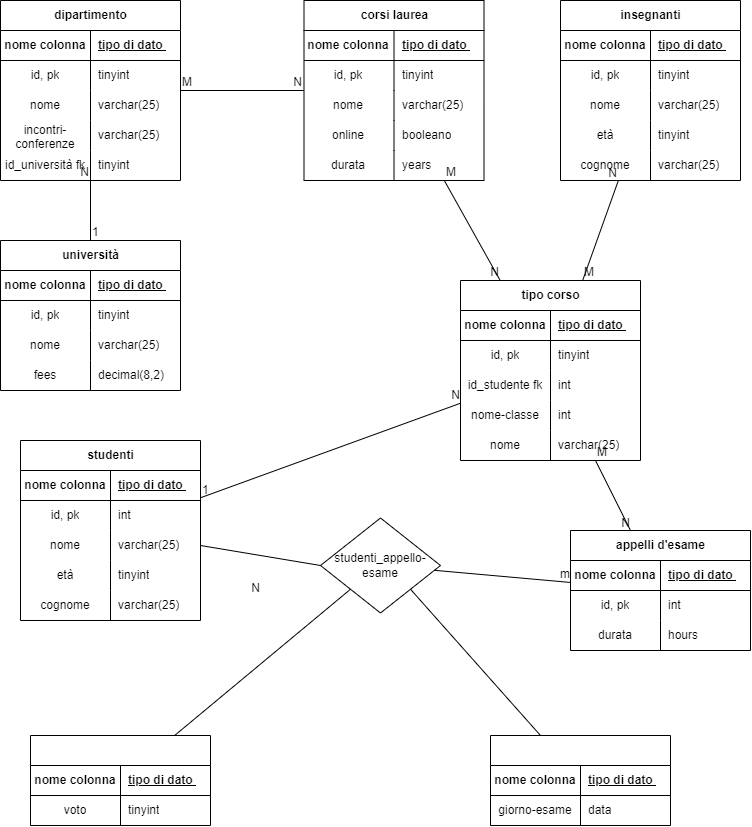 dipartimento
nome colonna tipo di dato
id, pk tinyint
nome varchar(25)
incontri-
conferenze varchar(25)
id_università fk tinyint
M
N
corsi laurea
nome colonna tipo di dato
id, pk tinyint
nome varchar(25)
online booleano
durata years
insegnanti
nome colonna tipo di dato
id, pk tinyint
nome varchar(25)
età tinyint
cognome varchar(25)
N
1
M
N
N
M
università
nome colonna tipo di dato
id, pk tinyint
nome varchar(25)
fees decimal(8,2)
tipo corso
nome colonna tipo di dato
id, pk tinyint
id_studente fk int
nome-classe int
nome varchar(25)
N
1
M
N
studenti
nome colonna tipo di dato
id, pk int
nome varchar(25)
età tinyint
cognome varchar(25)
studenti_appello-
esame
N
m
appelli d'esame
nome colonna tipo di dato
id, pk int
durata hours
nome colonna tipo di dato
voto tinyint
nome colonna tipo di dato
giorno-esame data